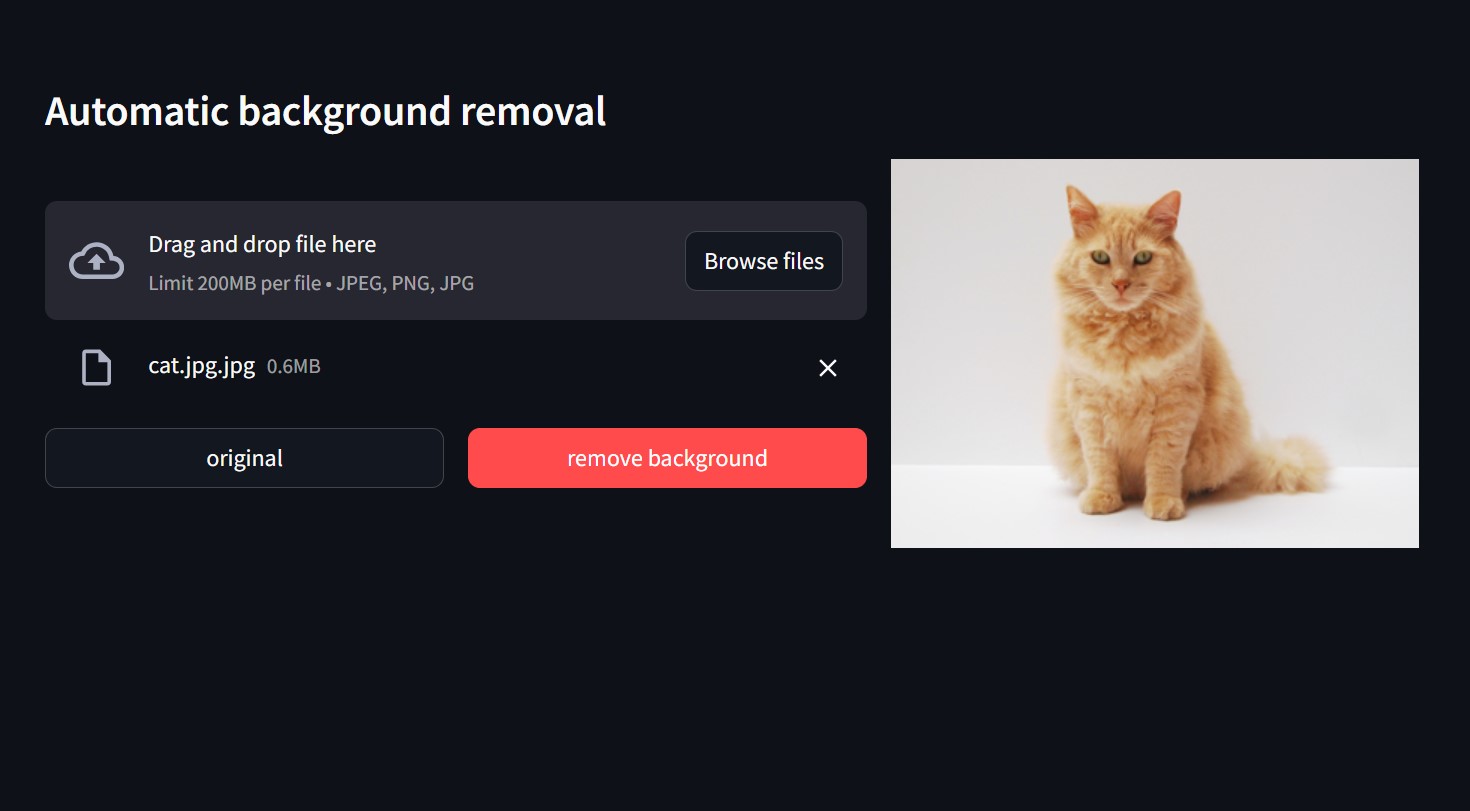 Automatic background removal
Drag and drop file here
Limit 200MB per file • JPEG, PNG, JPG
Browse files
cat.jpg.jpg 0.6MB
original
remove background